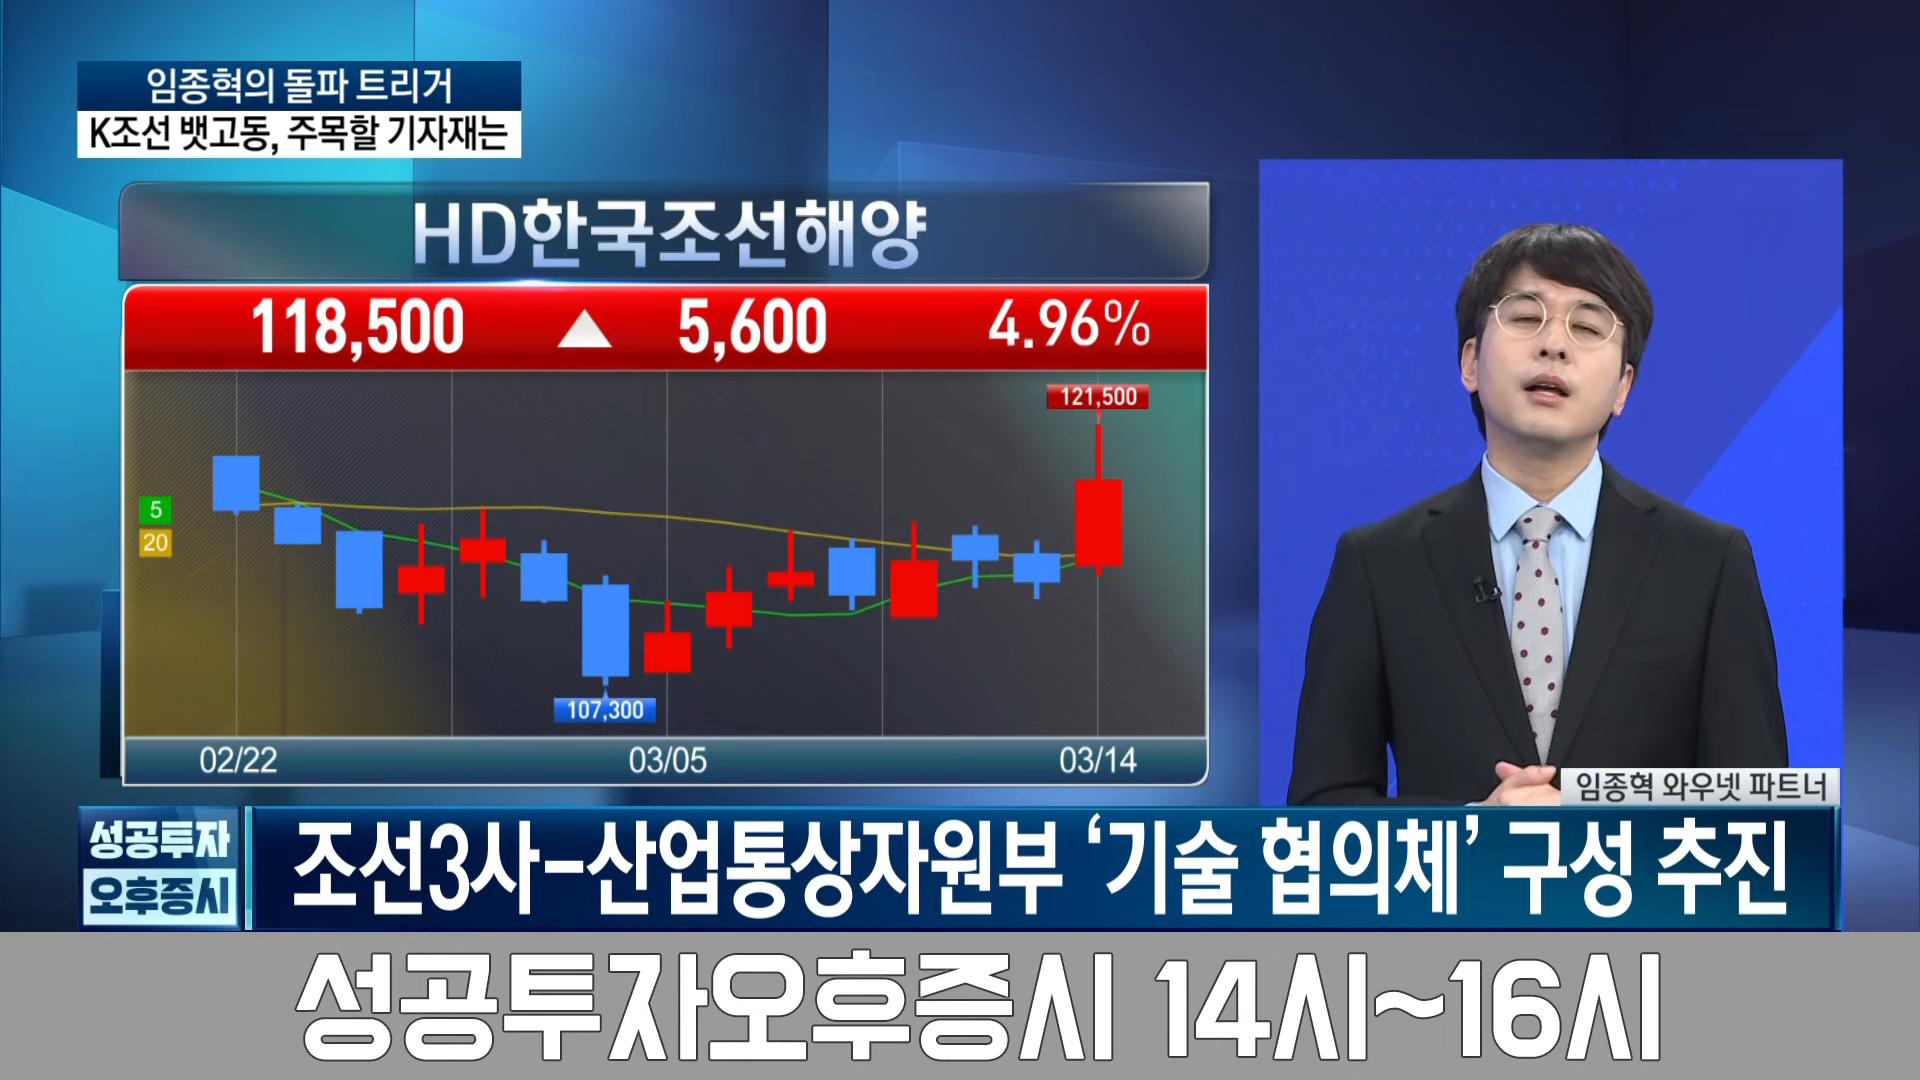 임종혁의 돌파 트리거
K조선 뱃고동, 주목할 기자재는
HD한국조선해양
118,500 ▲ 5,600 4.96%
121,500
5
20
107,300
02/22 03/05 03/14
임종혁 와우넷 파트너
성공투자
오후증시
조선3사-산업통상자원부 ‘기술 협의체’ 구성 추진
성공투자오후증시 14시~16시